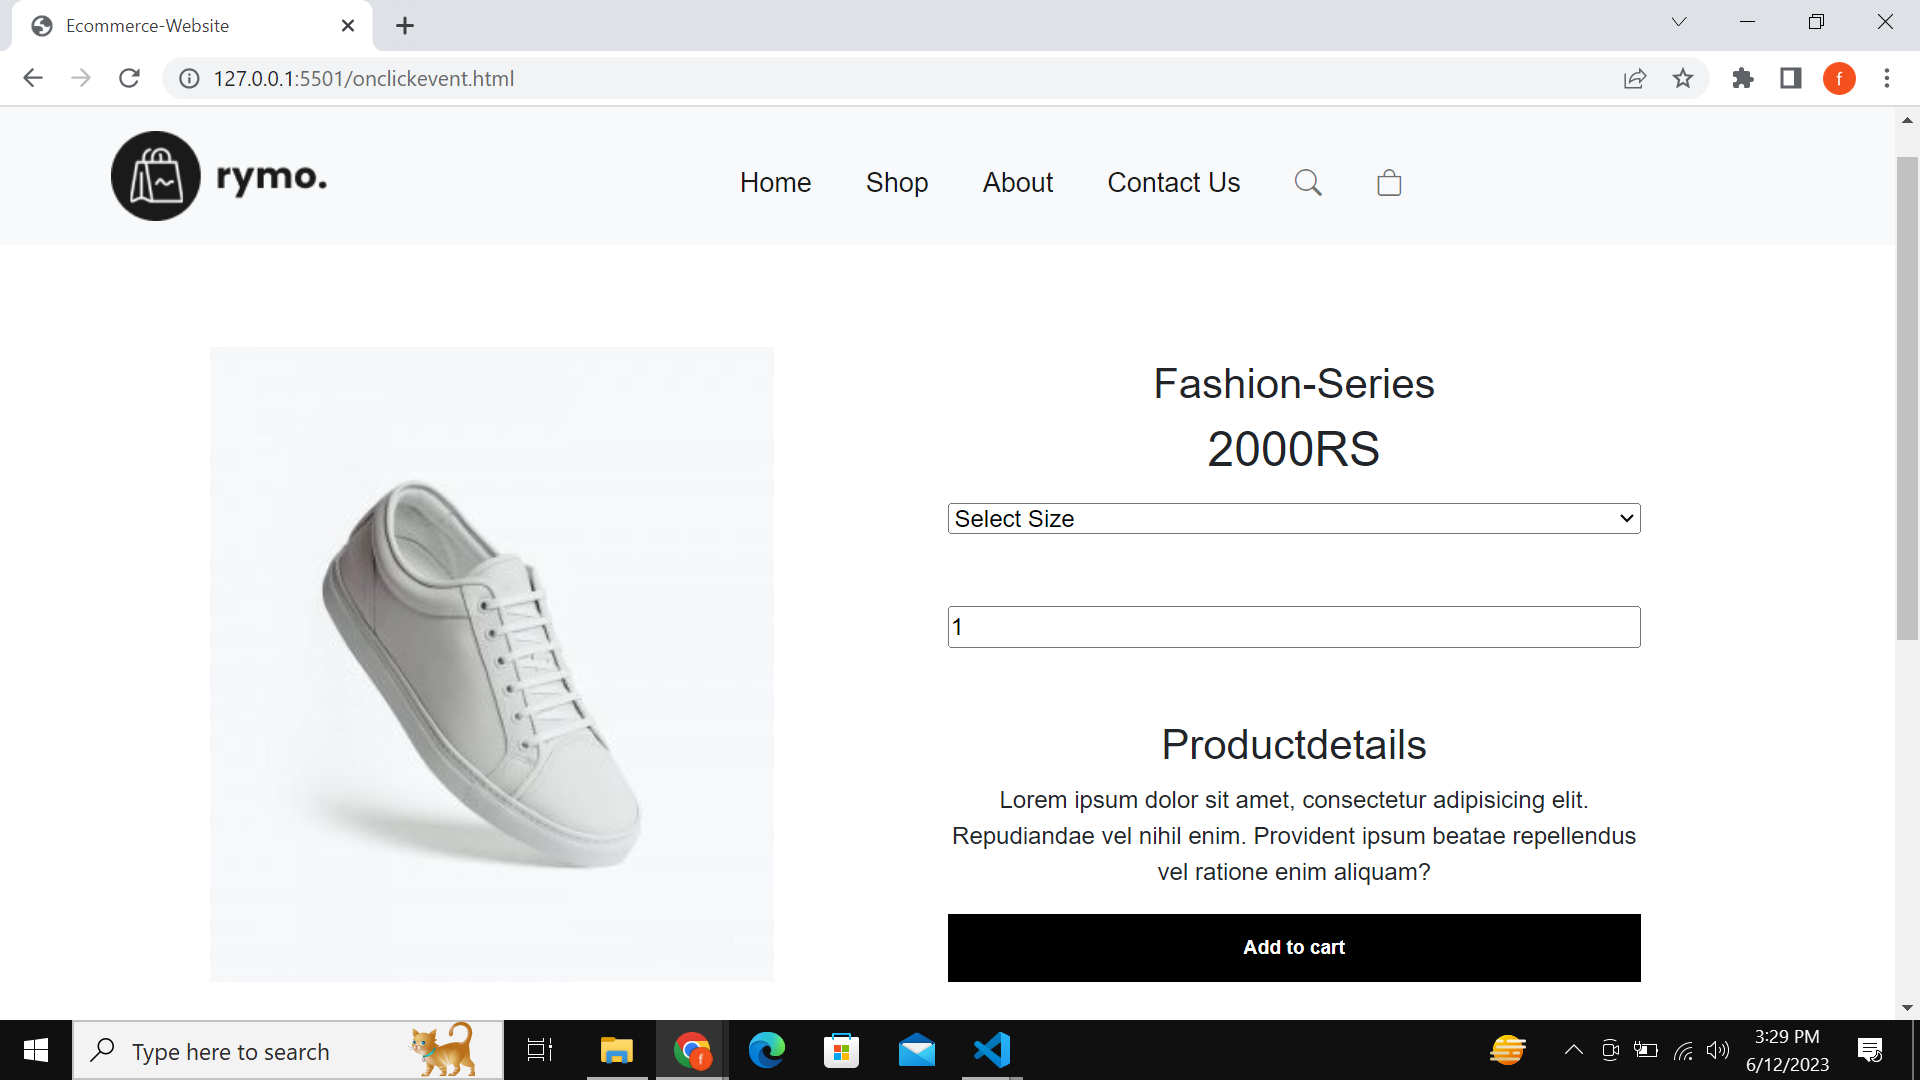 Ecommerce-Website
127.0.0.1:5501/onclickevent.html
f
rymo.
Home Shop About Contact Us
Fashion-Series
2000RS
Select Size
1
Productdetails
Lorem ipsum dolor sit amet, consectetur adipisicing elit.
Repudiandae vel nihil enim. Provident ipsum beatae repellendus
vel ratione enim aliquam?
Add to cart
Type here to search
f
3:29 PM
6/12/2023